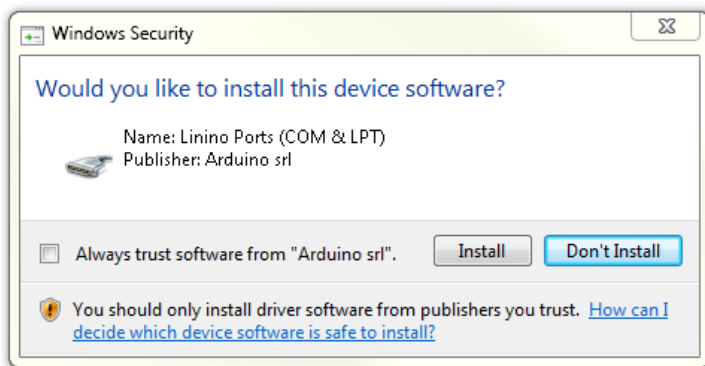 Windows Security
Would you like to install this device software?
Name: Linino Ports (COM & LPT)
Publisher: Arduino srl
Always trust software from "Arduino srl".
Install
Don't Install
You should only install driver software from publishers you trust. How can I
decide which device software is safe to install?